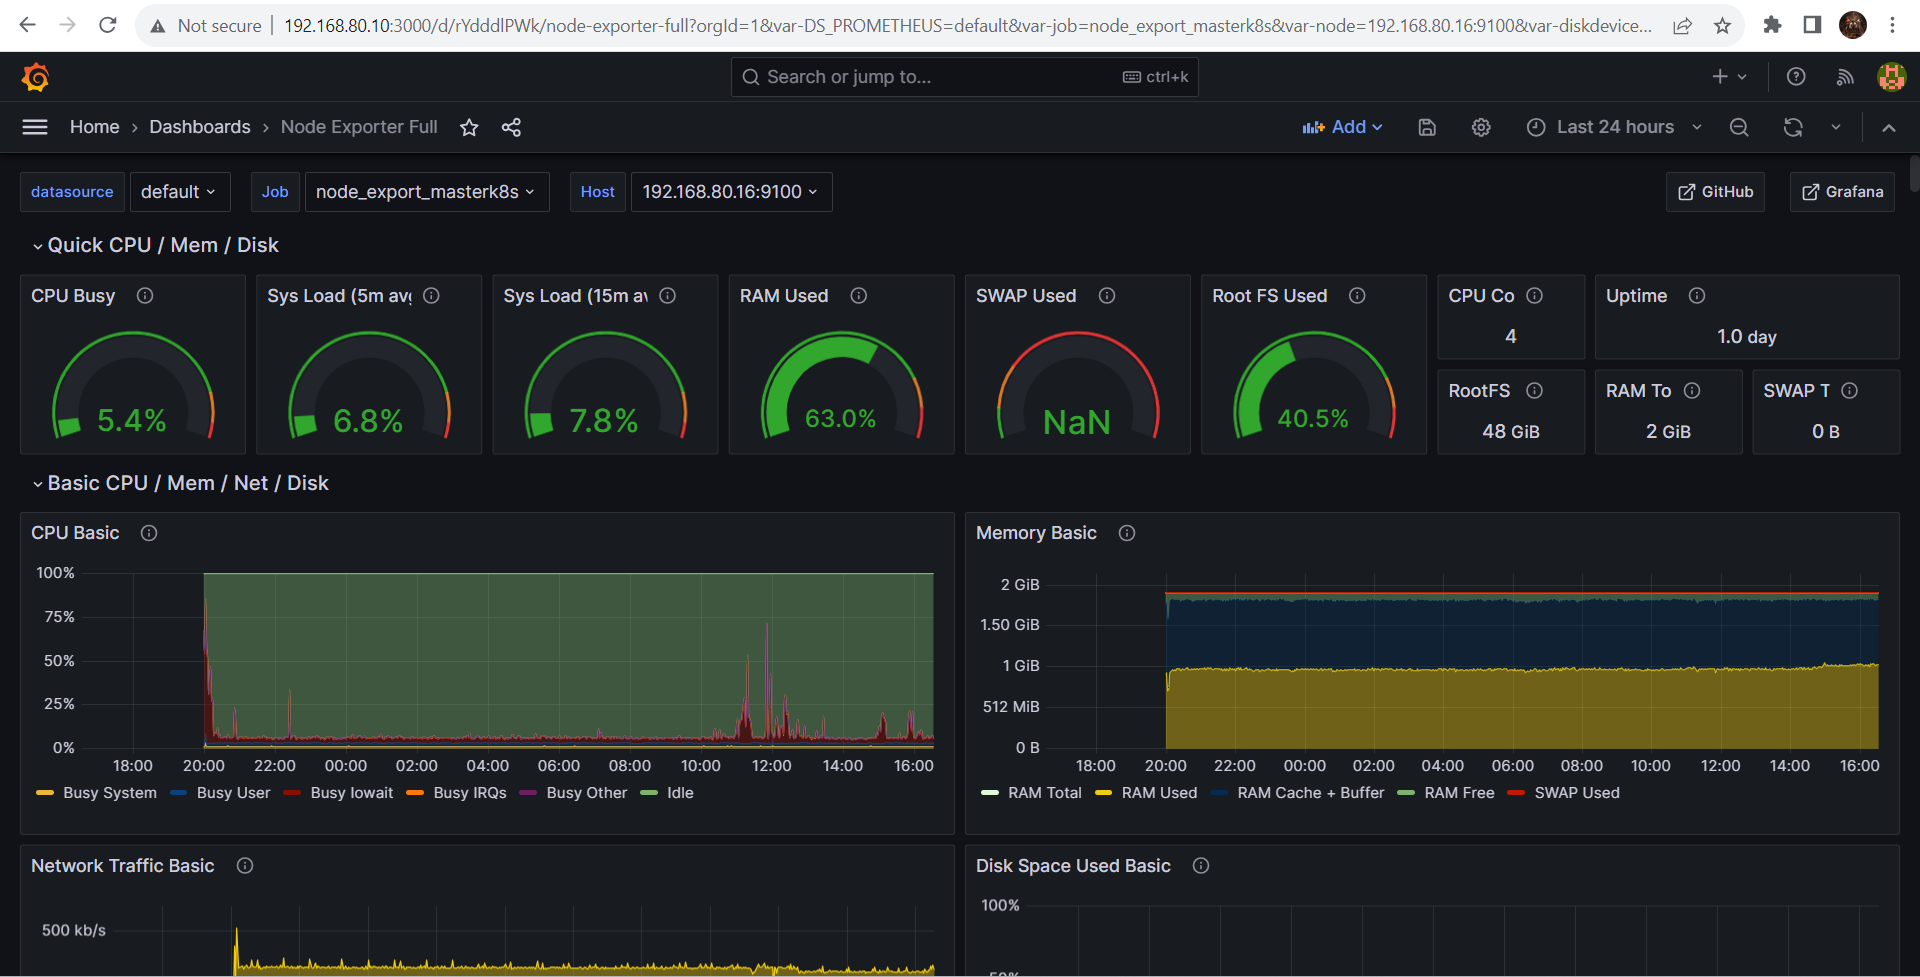 Not secure 192.168.80.10:3000/d/rYdddlPWk/node-exporter-full?orgId=1&var-DS_PROMETHEUS=default&var-job=node_export_masterk8s&var-node=192.168.80.16:9100&var-diskdevice...
Search or jump to... ctrl+k
Home › Dashboards › Node Exporter Full Add Last 24 hours
datasource default Job node_export_masterk8s Host 192.168.80.16:9100 GitHub Grafana
Quick CPU / Mem / Disk
CPU Busy Sys Load (5m avg Sys Load (15m av RAM Used SWAP Used Root FS Used CPU Co Uptime
4 1.0 day
RootFS RAM To SWAP T
5.4% 6.8% 7.8% 63.0% NaN 40.5%
48 GiB 2 GiB 0 B
Basic CPU / Mem / Net / Disk
CPU Basic
100%
75%
50%
25%
0%
18:00 20:00 22:00 00:00 02:00 04:00 06:00 08:00 10:00 12:00 14:00 16:00
Busy System Busy User Busy Iowait Busy IRQs Busy Other Idle
Memory Basic
2 GiB
1.50 GiB
1 GiB
512 MiB
0 B
18:00 20:00 22:00 00:00 02:00 04:00 06:00 08:00 10:00 12:00 14:00 16:00
RAM Total RAM Used RAM Cache + Buffer RAM Free SWAP Used
Network Traffic Basic
500 kb/s
Disk Space Used Basic
100%